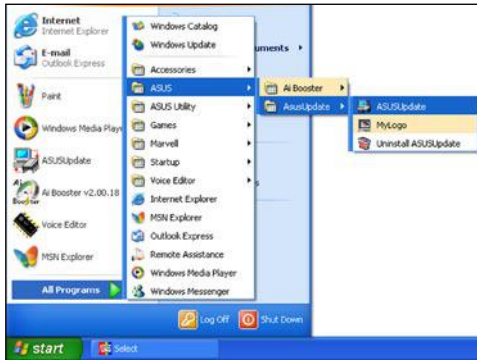 Internet
Internet Explorer
E-mail
Outlook Express
Paint
Windows Media Play
ASUSUpdate
Ai Booster v2.00.18
Voice Editor
MSN Explorer
All Programs
Windows Catalog
Windows Update
Accessories
ASUS
ASUS Utility
Games
Marvell
Startup
Voice Editor
Internet Explorer
MSN Explorer
Outlook Express
Remote Assistance
Windows Media Player
Windows Messenger
uments
s
Ai Booster
AsusUpdate
ASUSUpdate
MyLogo
Uninstall ASUSUpdate
Log Off
Shut Down
start
Select